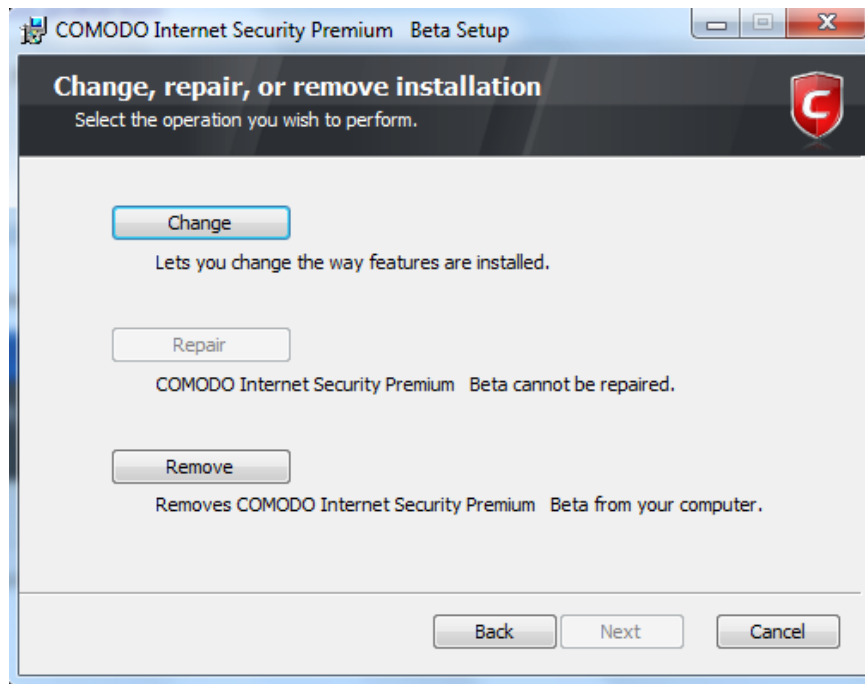 COMODO Internet Security Premium Beta Setup
Change, repair, or remove installation
Select the operation you wish to perform.
C
Change
Lets you change the way features are installed.
Repair
COMODO Internet Security Premium Beta cannot be repaired.
Remove
Removes COMODO Internet Security Premium Beta from your computer.
Back Next Cancel